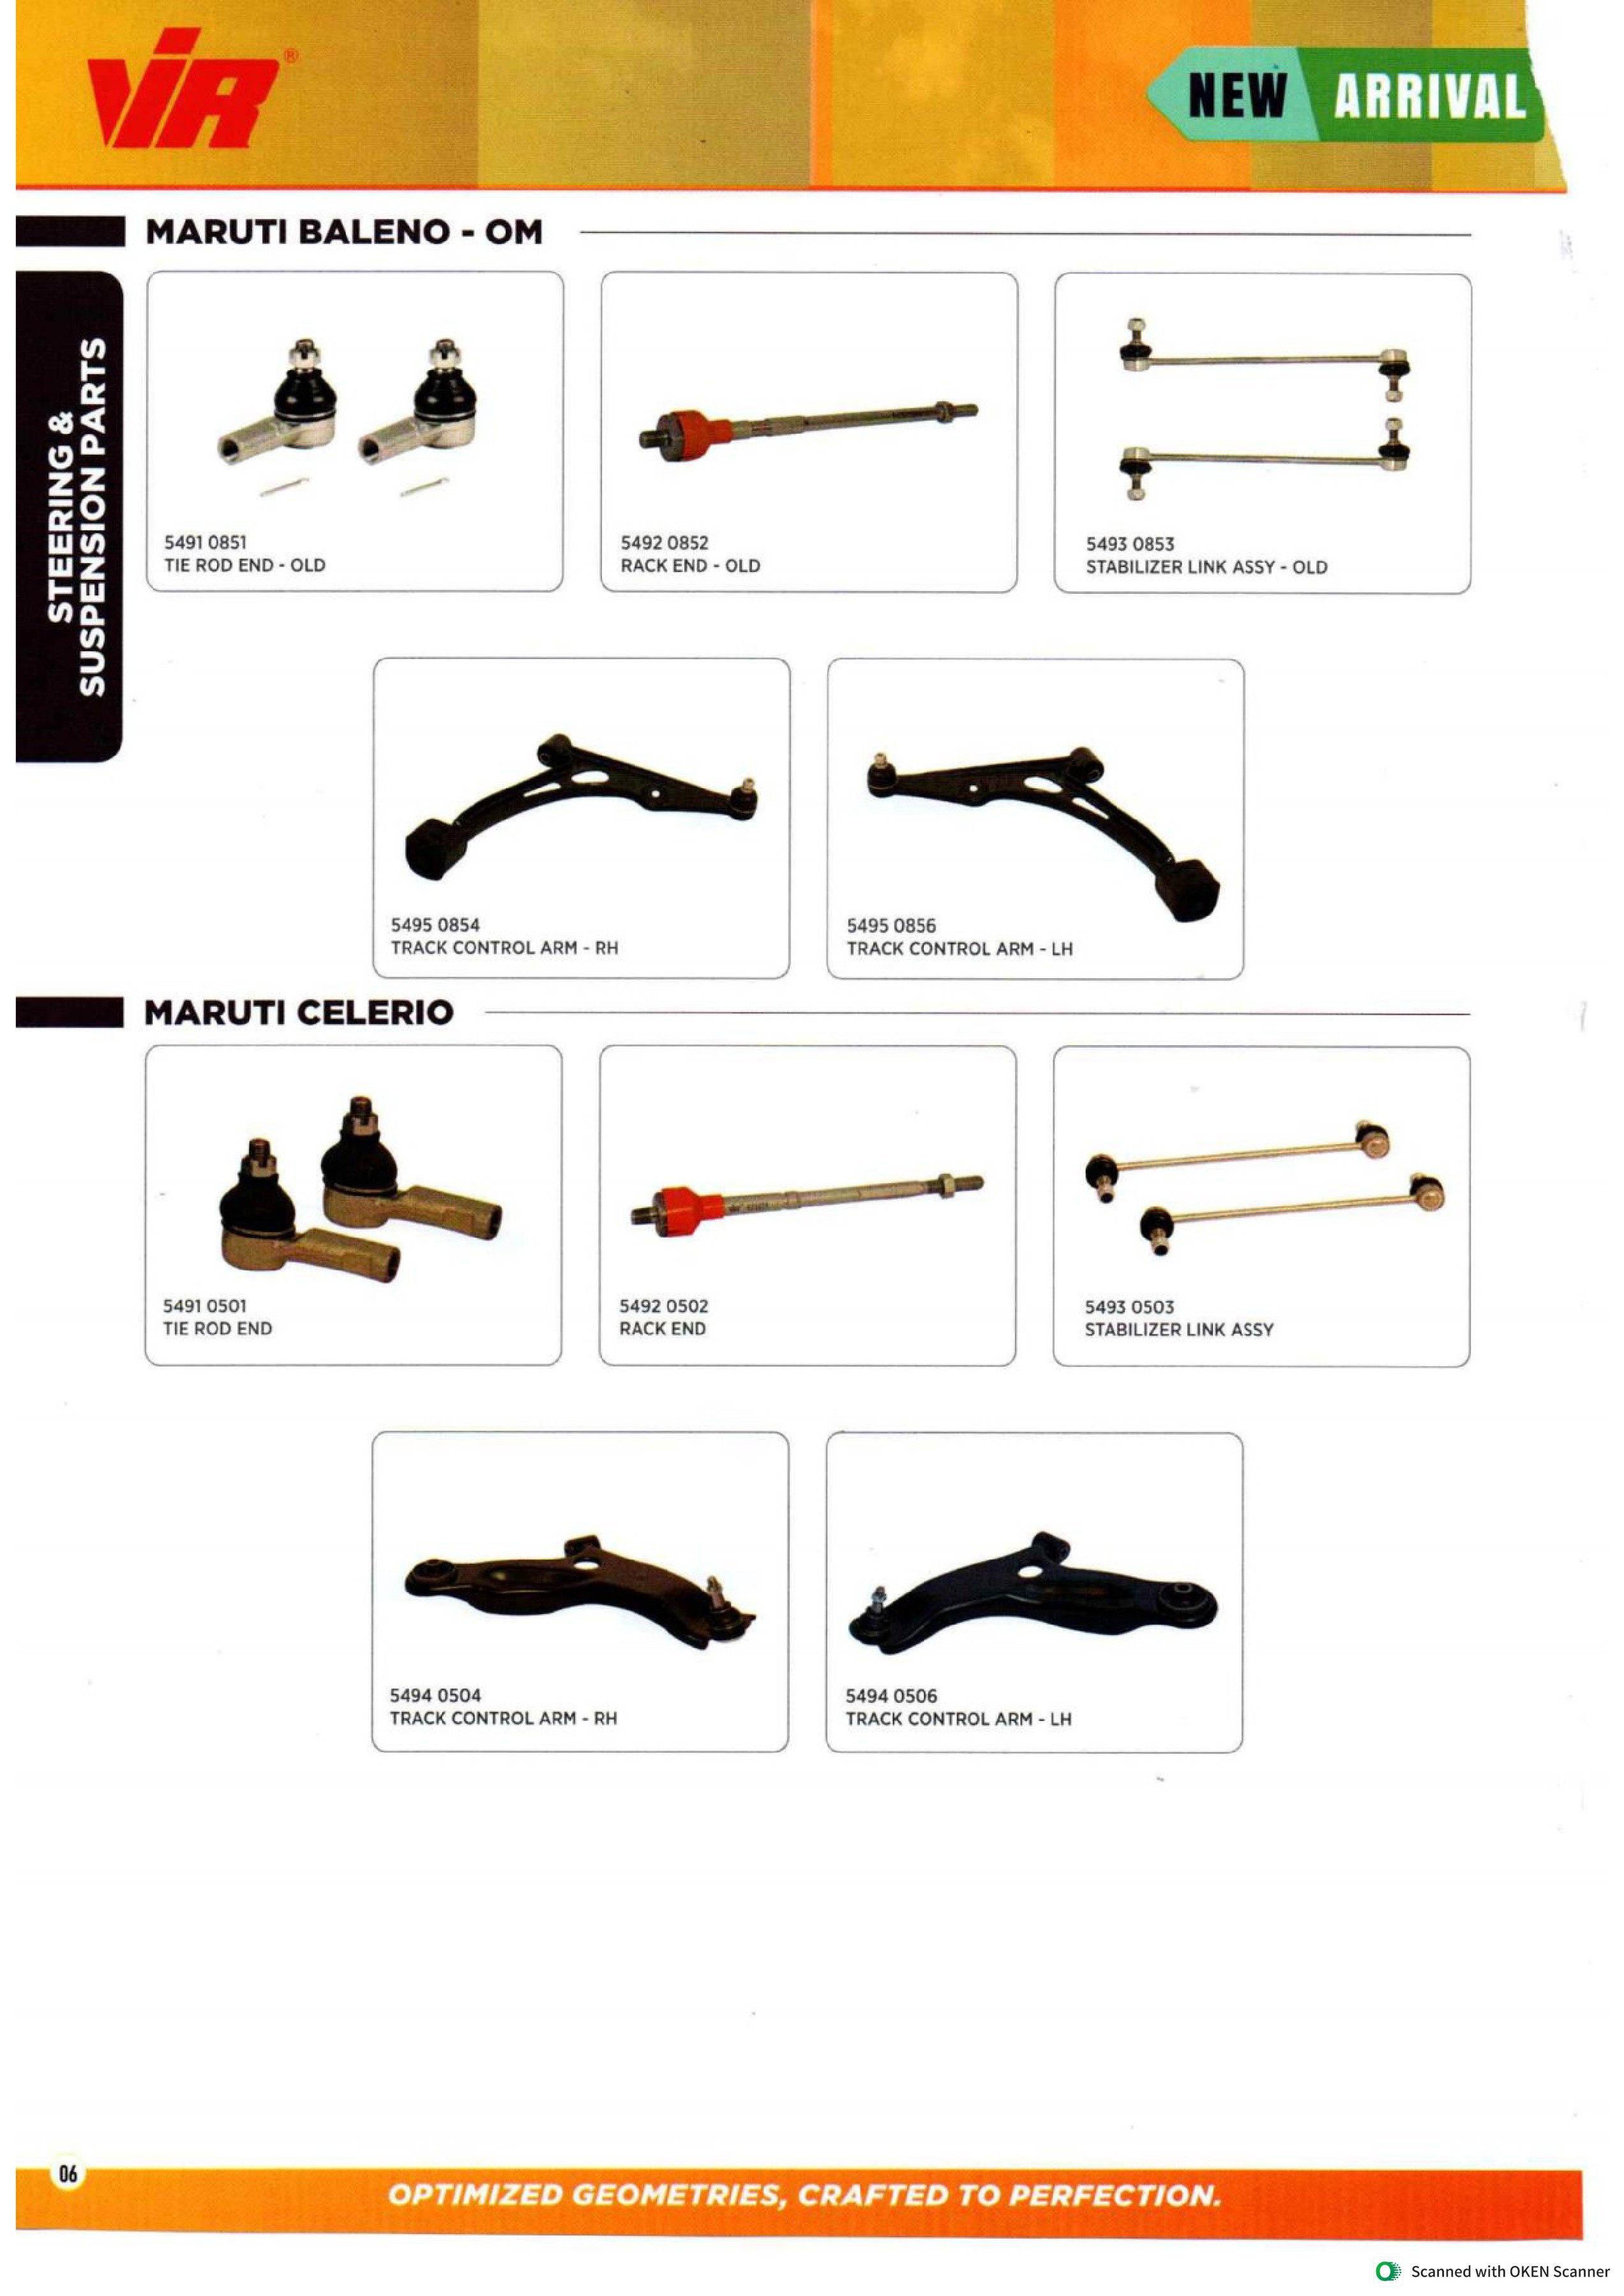 VIR®
NEW ARRIVAL
MARUTI BALENO - OM
STEERING &
SUSPENSION PARTS
5491 0851
TIE ROD END - OLD
5492 0852
RACK END - OLD
5493 0853
STABILIZER LINK ASSY - OLD
5495 0854
TRACK CONTROL ARM - RH
5495 0856
TRACK CONTROL ARM - LH
MARUTI CELERIO
5491 0501
TIE ROD END
5492 0502
RACK END
5493 0503
STABILIZER LINK ASSY
5494 0504
TRACK CONTROL ARM - RH
5494 0506
TRACK CONTROL ARM - LH
06
OPTIMIZED GEOMETRIES, CRAFTED TO PERFECTION.
Scanned with OKEN Scanner